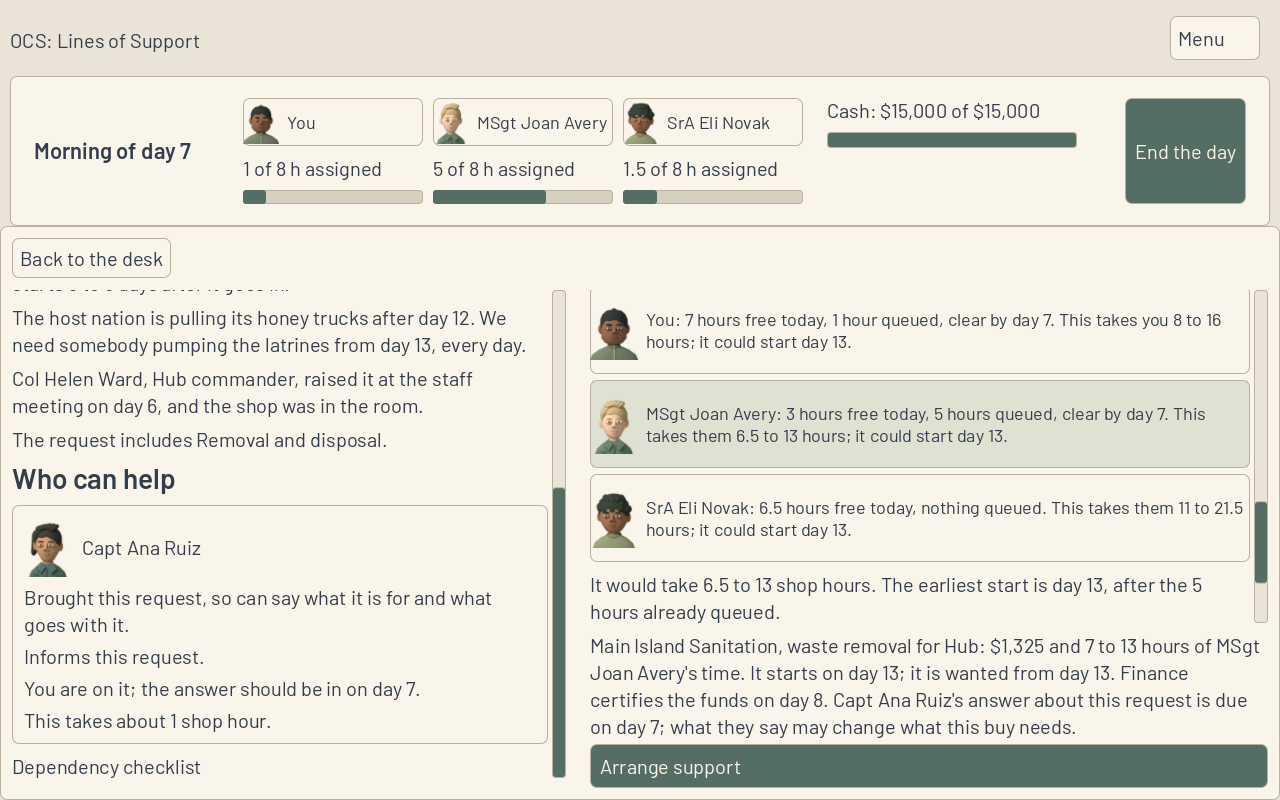 OCS: Lines of Support
Menu
Morning of day 7
You
1 of 8 h assigned
MSgt Joan Avery
5 of 8 h assigned
SrA Eli Novak
1.5 of 8 h assigned
Cash: $15,000 of $15,000
End the day
Back to the desk
The host nation is pulling its honey trucks after day 12. We
need somebody pumping the latrines from day 13, every day.
Col Helen Ward, Hub commander, raised it at the staff
meeting on day 6, and the shop was in the room.
The request includes Removal and disposal.
Who can help
Capt Ana Ruiz
Brought this request, so can say what it is for and what
goes with it.
Informs this request.
You are on it; the answer should be in on day 7.
This takes about 1 shop hour.
Dependency checklist
You: 7 hours free today, 1 hour queued, clear by day 7. This takes you 8 to 16
hours; it could start day 13.
MSgt Joan Avery: 3 hours free today, 5 hours queued, clear by day 7. This
takes them 6.5 to 13 hours; it could start day 13.
SrA Eli Novak: 6.5 hours free today, nothing queued. This takes them 11 to 21.5
hours; it could start day 13.
It would take 6.5 to 13 shop hours. The earliest start is day 13, after the 5
hours already queued.
Main Island Sanitation, waste removal for Hub: $1,325 and 7 to 13 hours of MSgt
Joan Avery's time. It starts on day 13; it is wanted from day 13. Finance
certifies the funds on day 8. Capt Ana Ruiz's answer about this request is due
on day 7; what they say may change what this buy needs.
Arrange support